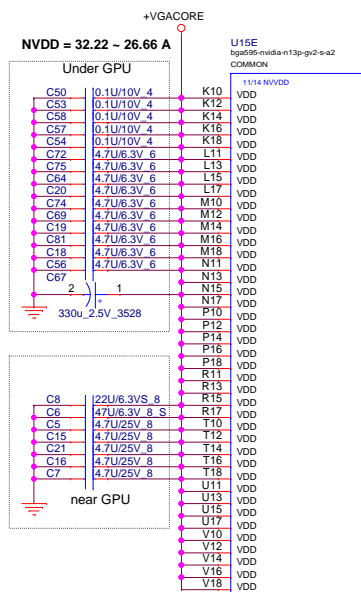 +VGACORE
NVDD = 32.22 ~ 26.66 A
U15E
bga595-nvidia-n13p-gv2-s-a2
COMMON
11/14 NVVDD
Under GPU
C50 0.1U/10V_4 K10 VDD
C53 0.1U/10V_4 K12 VDD
C58 0.1U/10V_4 K14 VDD
C57 0.1U/10V_4 K16 VDD
C54 0.1U/10V_4 K18 VDD
C72 4.7U/6.3V_6 L11 VDD
C75 4.7U/6.3V_6 L13 VDD
C64 4.7U/6.3V_6 L15 VDD
C20 4.7U/6.3V_6 L17 VDD
C74 4.7U/6.3V_6 M10 VDD
C69 4.7U/6.3V_6 M12 VDD
C19 4.7U/6.3V_6 M14 VDD
C81 4.7U/6.3V_6 M16 VDD
C18 4.7U/6.3V_6 M18 VDD
C56 4.7U/6.3V_6 N11 VDD
C67 N13 VDD
2 + 1 N15 VDD
N17 VDD
330u_2.5V_3528 P10 VDD
P12 VDD
P14 VDD
P16 VDD
P18 VDD
R11 VDD
R13 VDD
C8 22U/6.3VS_8 R15 VDD
C6 47U/6.3V_8_S R17 VDD
C5 4.7U/25V_8 T10 VDD
C15 4.7U/25V_8 T12 VDD
C21 4.7U/25V_8 T14 VDD
C16 4.7U/25V_8 T16 VDD
C7 4.7U/25V_8 T18 VDD
U11 VDD
near GPU U13 VDD
U15 VDD
U17 VDD
V10 VDD
V12 VDD
V14 VDD
V16 VDD
V18 VDD